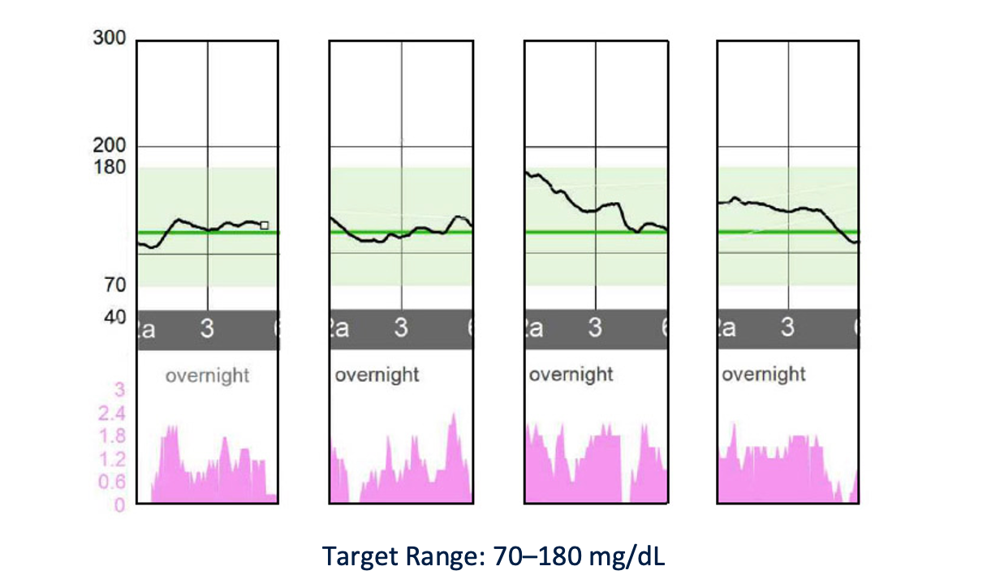 300
200
180
70
40
2a 3 6
2a 3 6
2a 3 6
2a 3 6
overnight
overnight
overnight
overnight
3
2.4
1.8
1.2
0.6
0
Target Range: 70–180 mg/dL